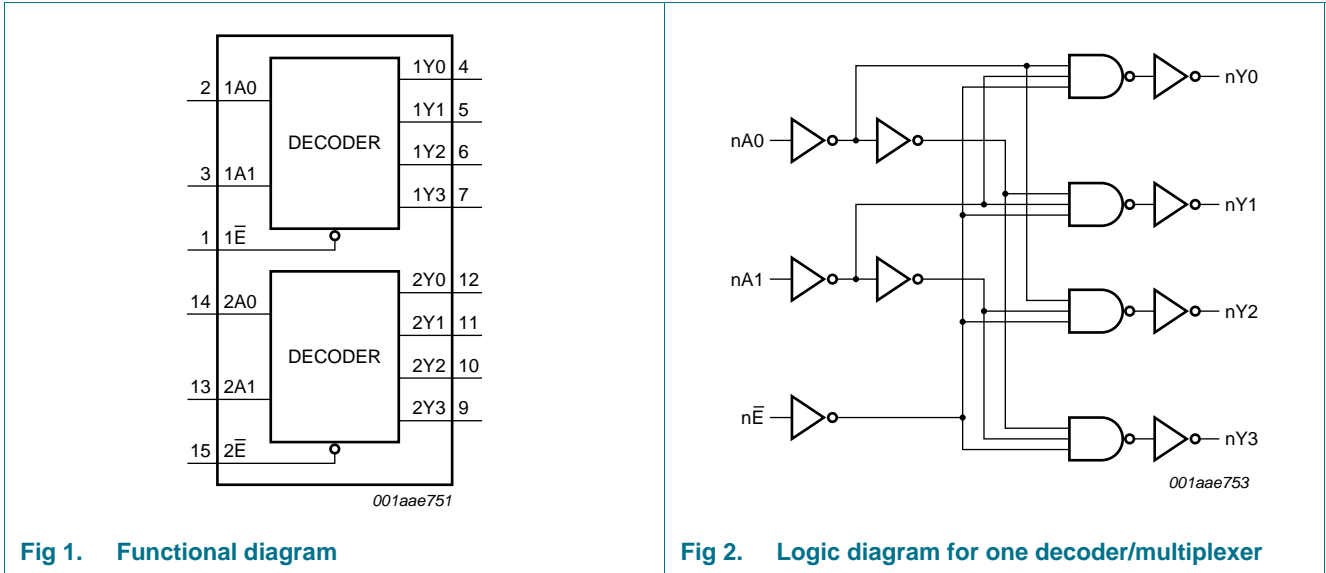 2 1A0
3 1A1
1 1E̅
DECODER
1Y0 4
1Y1 5
1Y2 6
1Y3 7
14 2A0
13 2A1
15 2E̅
DECODER
2Y0 12
2Y1 11
2Y2 10
2Y3 9
001aae751
Fig 1. Functional diagram
nA0
nA1
nE̅
nY0
nY1
nY2
nY3
001aae753
Fig 2. Logic diagram for one decoder/multiplexer